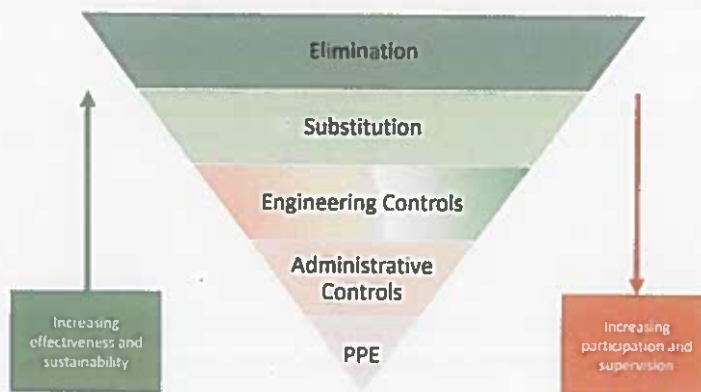 Elimination
Substitution
Engineering Controls
Administrative
Controls
PPE
Increasing
effectiveness and
sustainability
Increasing
participation and
supervision